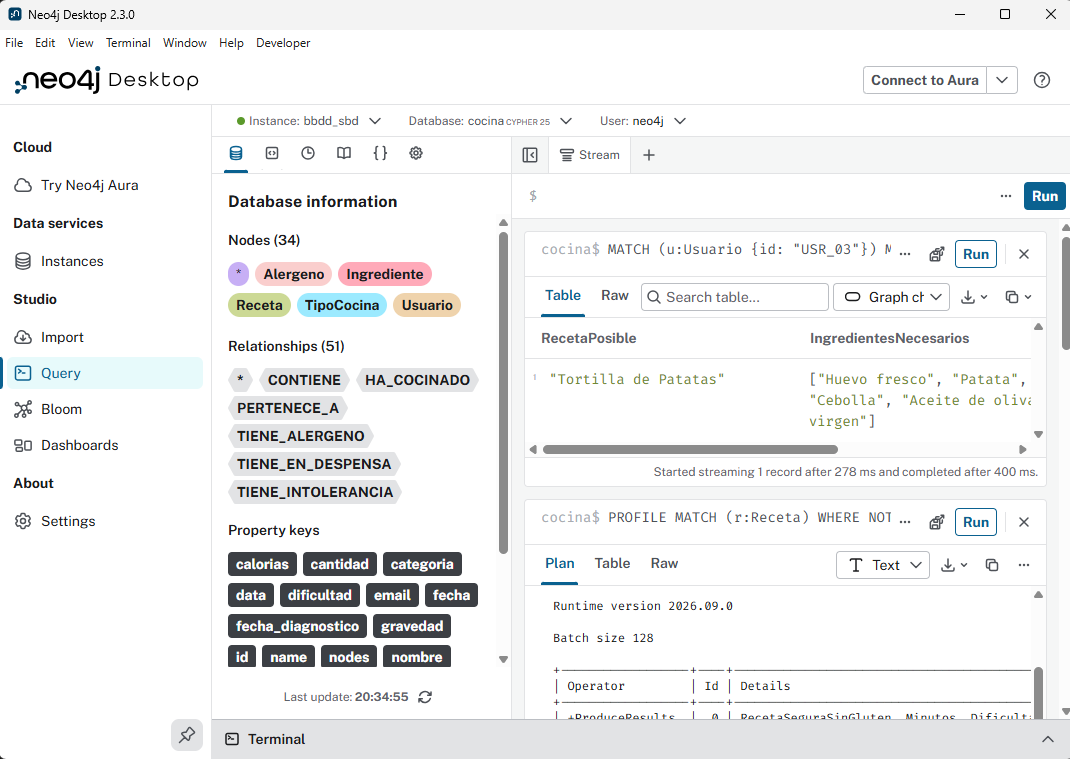 Neo4j Desktop 2.3.0
File Edit View Terminal Window Help Developer
neo4j Desktop
Connect to Aura
Cloud
Try Neo4j Aura
Data services
Instances
Studio
Import
Query
Bloom
Dashboards
About
Settings
Instance: bbdd_sbd Database: cocina CYPHER 25 User: neo4j
Database information
Nodes (34)
* Alergeno Ingrediente
Receta TipoCocina Usuario
Relationships (51)
* CONTIENE HA_COCINADO
PERTENECE_A
TIENE_ALERGENO
TIENE_EN_DESPENSA
TIENE_INTOLERANCIA
Property keys
calorias cantidad categoria
data dificultad email fecha
fecha_diagnostico gravedad
id name nodes nombre
Last update: 20:34:55
Stream
$
... Run
cocina$ MATCH (u:Usuario {id: "USR_03"}) M ... Run
Table Raw Search table... Graph ch
RecetaPosible IngredientesNecesarios
1 "Tortilla de Patatas" ["Huevo fresco", "Patata",
"Cebolla", "Aceite de oliva
virgen"]
Started streaming 1 record after 278 ms and completed after 400 ms.
cocina$ PROFILE MATCH (r:Receta) WHERE NOT ... Run
Plan Table Raw T Text ...
Runtime version 2026.09.0
Batch size 128
| Operator | Id | Details
| +ProduceResults | 0 | RecetaSeguraSinGluten, Minutos, Dificult
Terminal